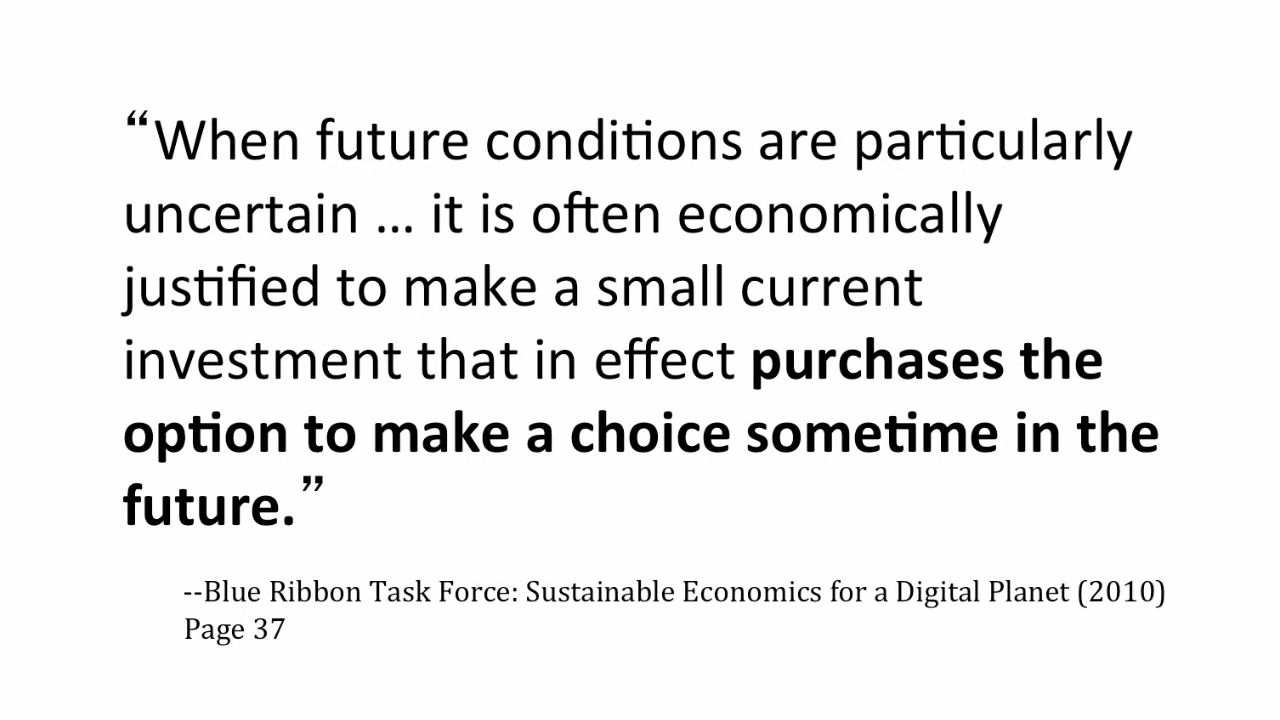 “When future conditions are particularly
uncertain … it is often economically
justified to make a small current
investment that in effect purchases the
option to make a choice sometime in the
future.”
--Blue Ribbon Task Force: Sustainable Economics for a Digital Planet (2010)
Page 37